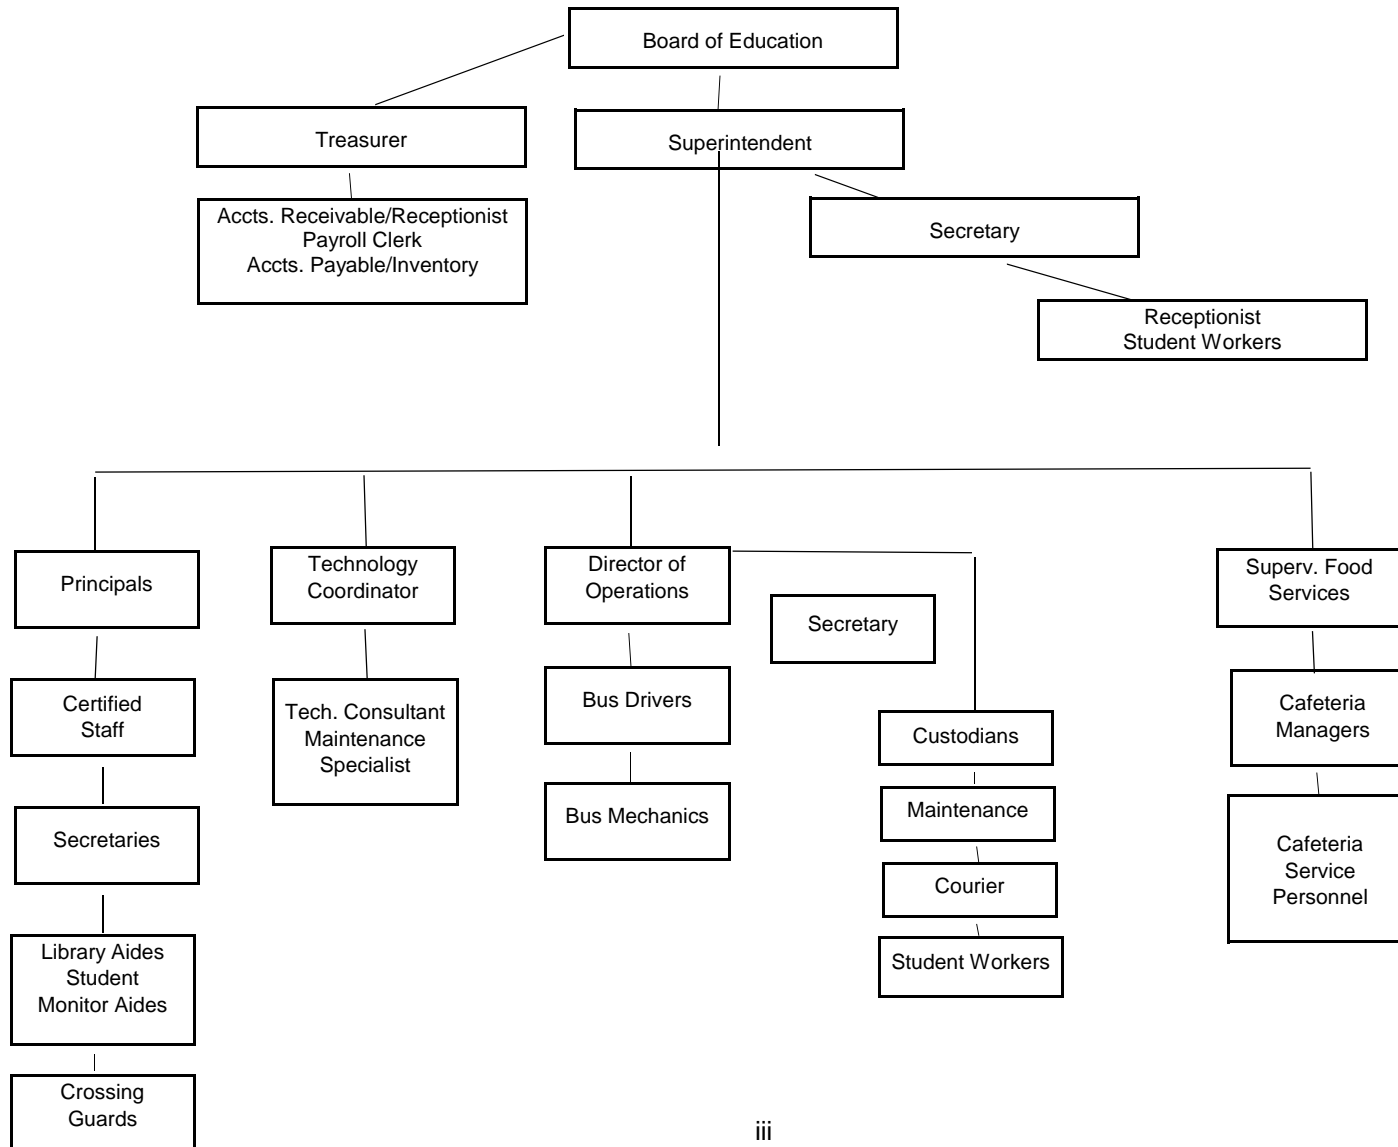 Board of Education
Treasurer
Superintendent
Accts. Receivable/Receptionist
Payroll Clerk
Accts. Payable/Inventory
Secretary
Receptionist
Student Workers
Principals
Technology
Coordinator
Director of
Operations
Secretary
Superv. Food
Services
Certified
Staff
Tech. Consultant
Maintenance
Specialist
Bus Drivers
Custodians
Cafeteria
Managers
Secretaries
Bus Mechanics
Maintenance
Cafeteria
Service
Personnel
Courier
Library Aides
Student
Monitor Aides
Student Workers
Crossing
Guards
iii